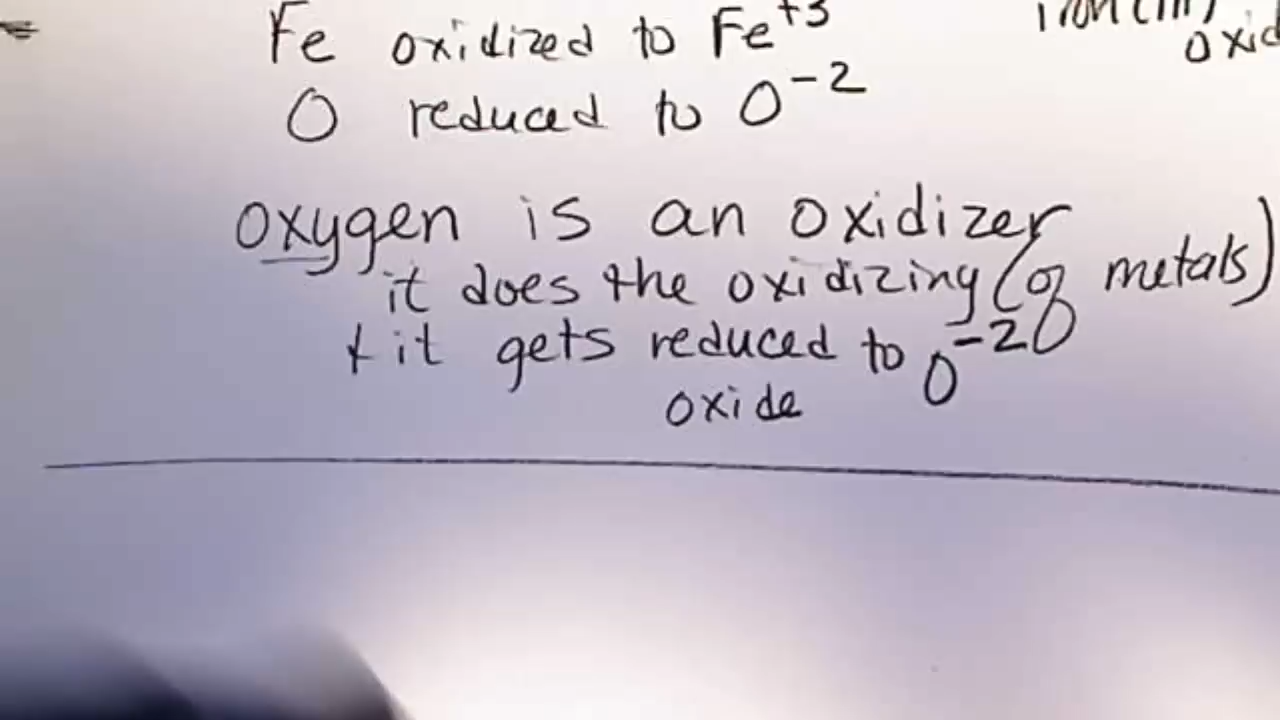 Fe oxidized to Fe⁺³
O reduced to O⁻²
oxygen is an oxidizer
it does the oxidizing (of metals)
+ it gets reduced to O⁻²
oxide